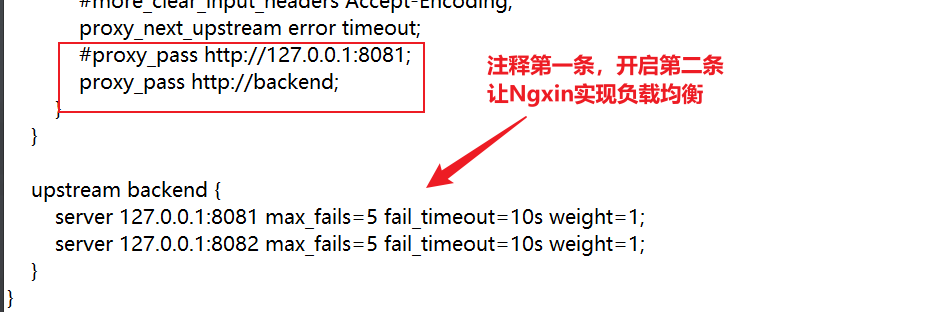 #more_clear_input_headers Accept-Encoding;
proxy_next_upstream error timeout;
#proxy_pass http://127.0.0.1:8081;
proxy_pass http://backend;
}
}
注释第一条，开启第二条
让Ngxin实现负载均衡
upstream backend {
server 127.0.0.1:8081 max_fails=5 fail_timeout=10s weight=1;
server 127.0.0.1:8082 max_fails=5 fail_timeout=10s weight=1;
}
}